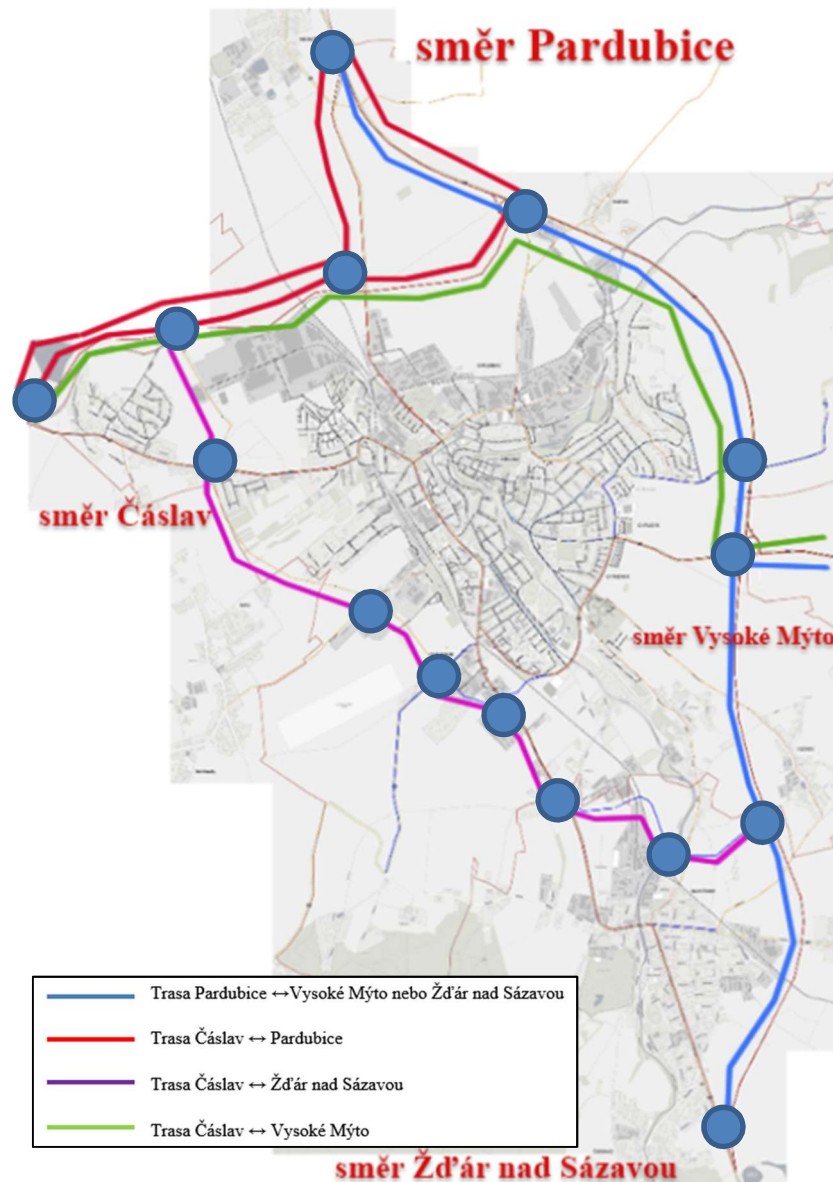 směr Pardubice
směr Čáslav
směr Vysoké Mýto
Trasa Pardubice ↔Vysoké Mýto nebo Žďár nad Sázavou
Trasa Čáslav ↔ Pardubice
Trasa Čáslav ↔ Žďár nad Sázavou
Trasa Čáslav ↔ Vysoké Mýto
směr Žďár nad Sázavou